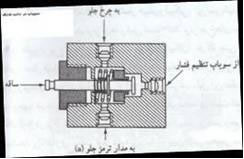 به چرخ جلو
از سوپاپ تنظیم فشار
ساقه
به مدار ترمز جلو (a)